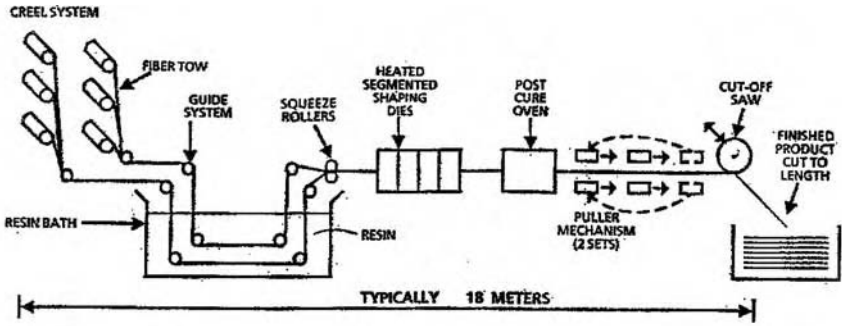 CREEL SYSTEM
FIBER TOW
GUIDE
SYSTEM
SQUEEZE
ROLLERS
HEATED
SEGMENTED
SHAPING
DIES
POST
CURE
OVEN
CUT-OFF
SAW
FINISHED
PRODUCT
CUT TO
LENGTH
RESIN BATH
RESIN
PULLER
MECHANISM
(2 SETS)
TYPICALLY 18 METERS